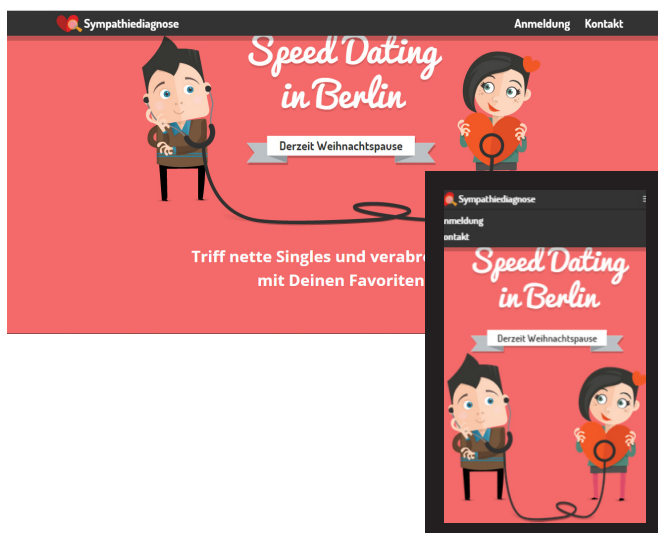 Sympathiediagnose
Anmeldung Kontakt
Speed Dating
in Berlin
Derzeit Weihnachtspause
Triff nette Singles und verabr
mit Deinen Favoriten
Sympathiediagnose
nmeldung
ontakt
Speed Dating
in Berlin
Derzeit Weihnachtspause